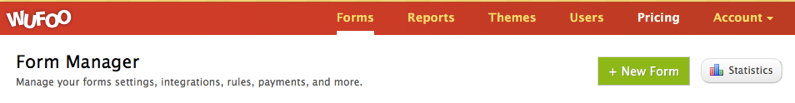 WUFOO Forms Reports Themes Users Pricing Account
Form Manager
Manage your forms settings, integrations, rules, payments, and more.
+ New Form Statistics